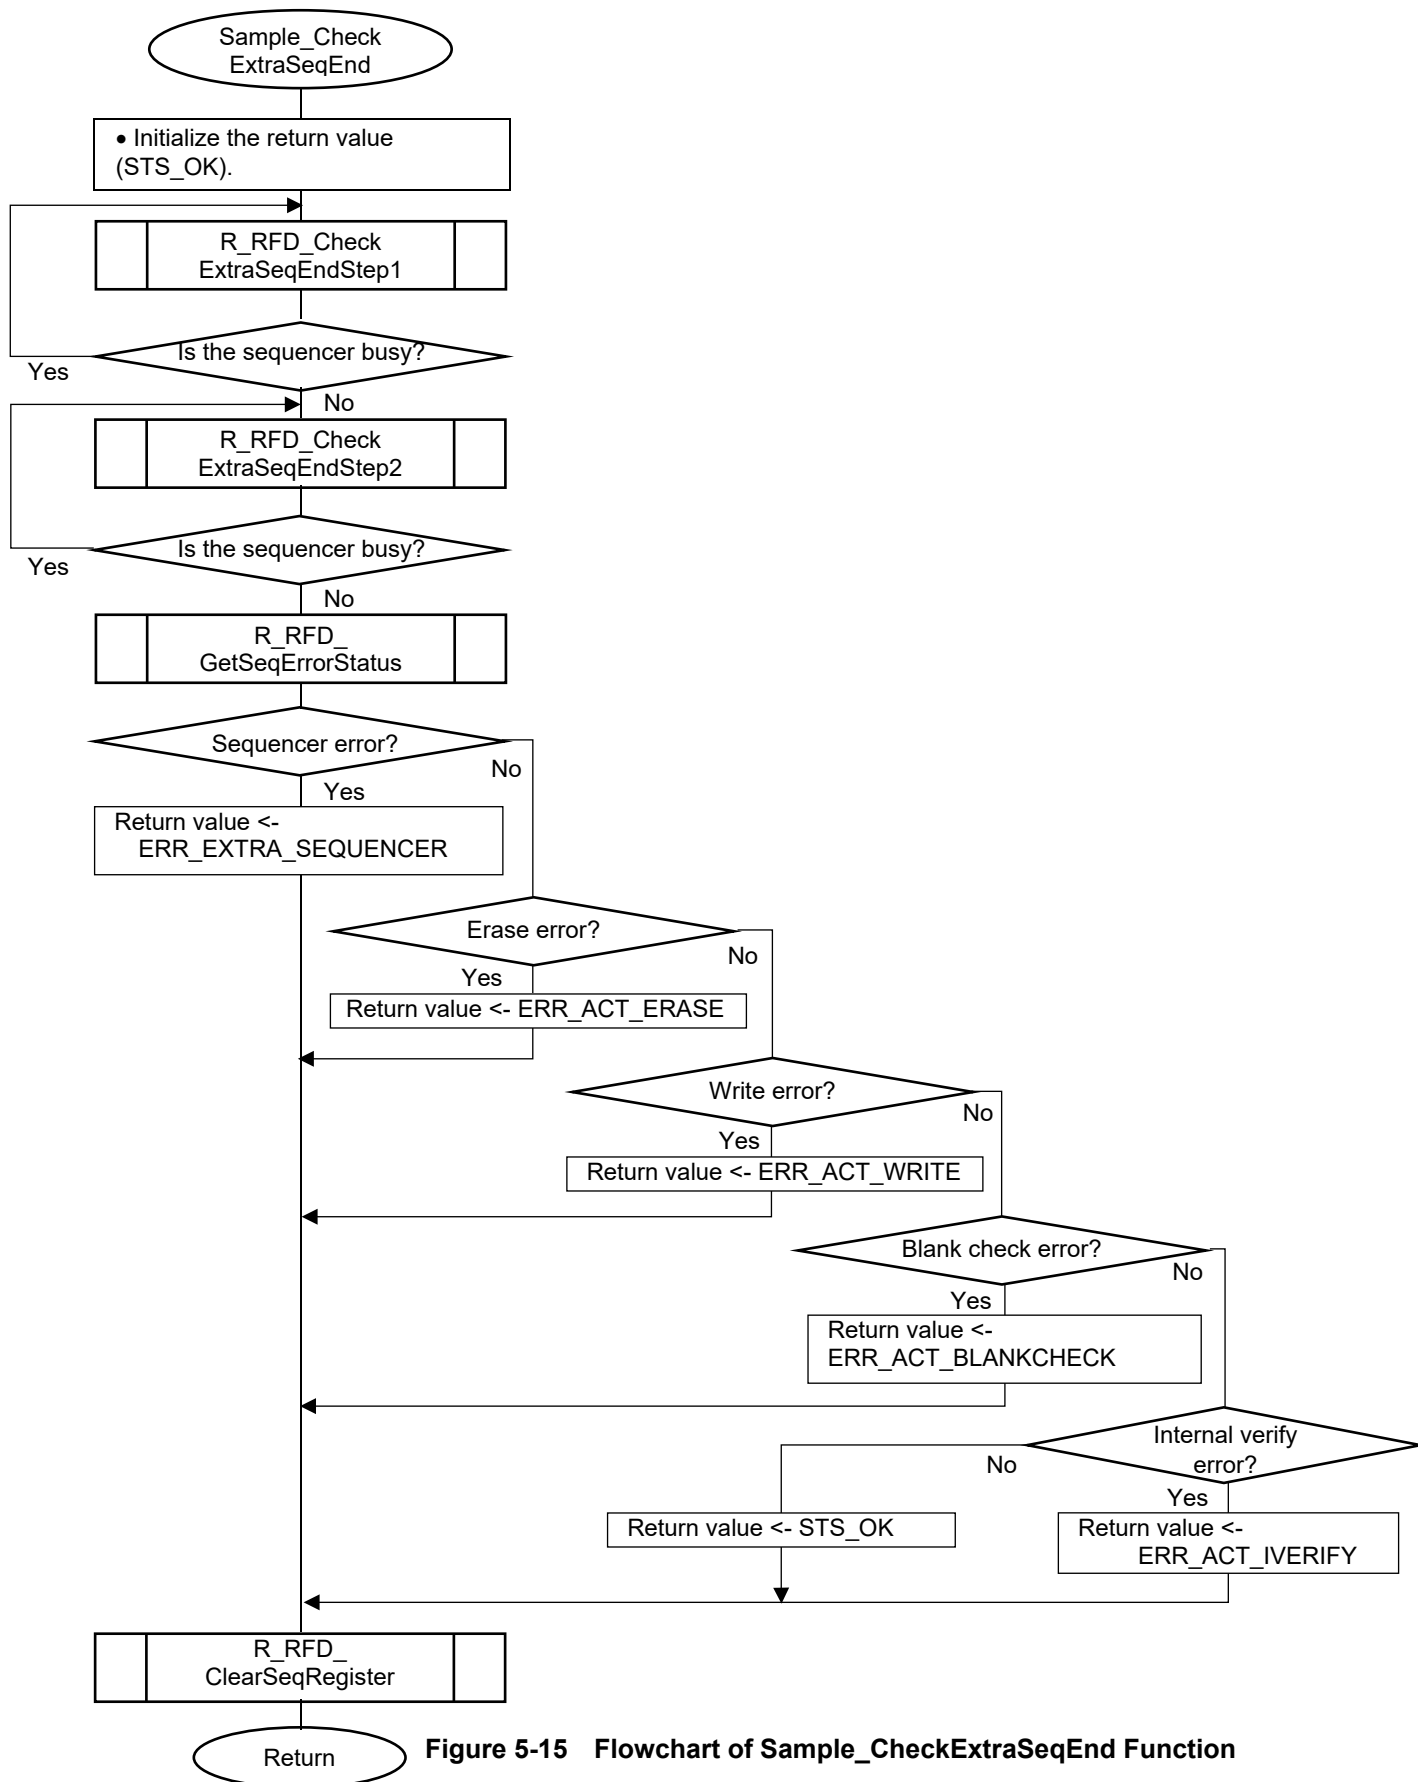 Sample_Check
ExtraSeqEnd
• Initialize the return value
(STS_OK).
R_RFD_Check
ExtraSeqEndStep1
Is the sequencer busy?
Yes
No
R_RFD_Check
ExtraSeqEndStep2
Is the sequencer busy?
Yes
No
R_RFD_
GetSeqErrorStatus
Sequencer error?
No
Yes
Return value <-
ERR_EXTRA_SEQUENCER
Erase error?
No
Yes
Return value <- ERR_ACT_ERASE
Write error?
No
Yes
Return value <- ERR_ACT_WRITE
Blank check error?
No
Yes
Return value <-
ERR_ACT_BLANKCHECK
Internal verify
error?
No
Yes
Return value <- STS_OK
Return value <-
ERR_ACT_IVERIFY
R_RFD_
ClearSeqRegister
Return
Figure 5-15 Flowchart of Sample_CheckExtraSeqEnd Function